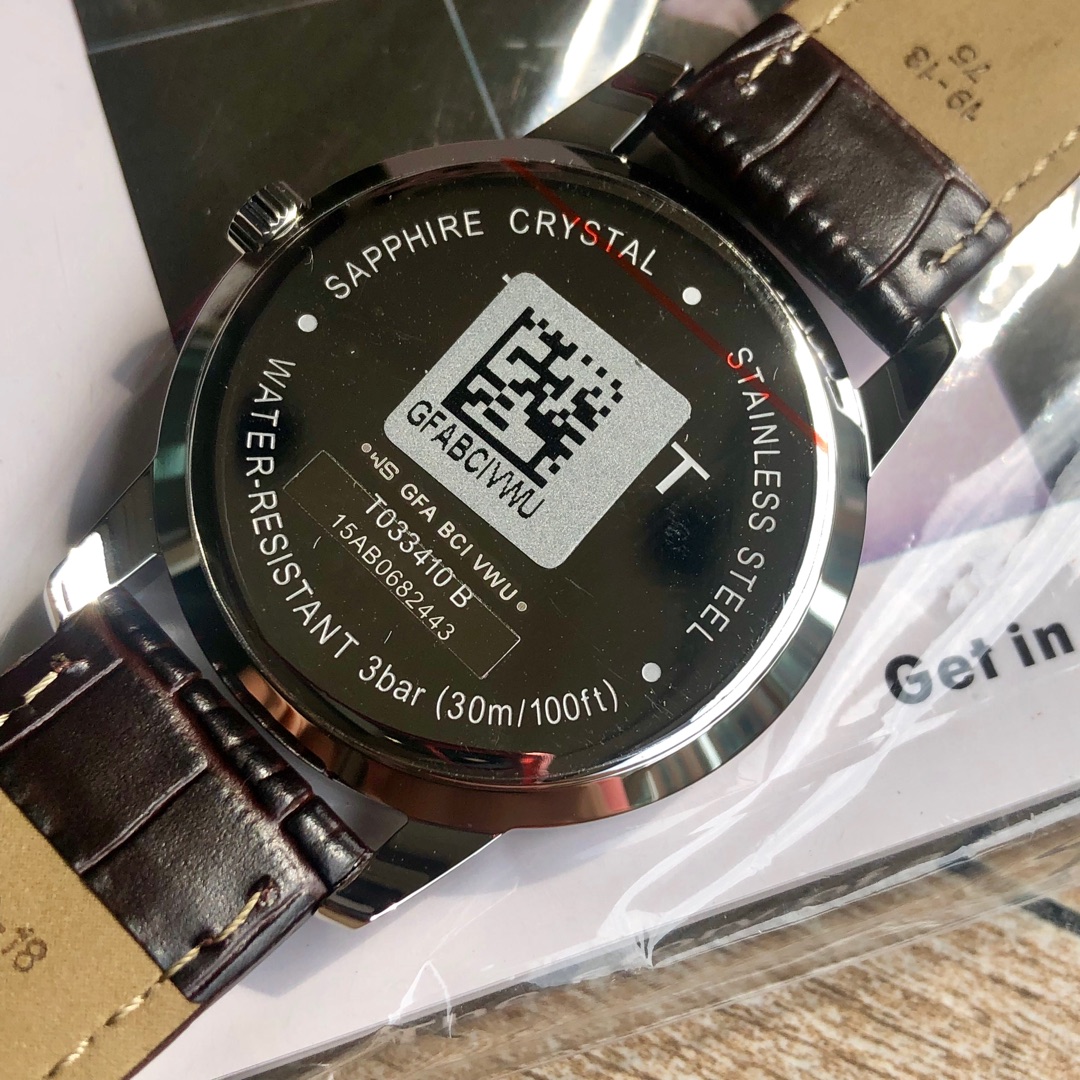 SAPPHIRE CRYSTAL
STAINLESS STEEL
WATER-RESISTANT 3bar (30m/100ft)
GFABCIVWU
T
GFA BCI VWU
T033410 B
15AB0682443
19-13
75
-18
Get in